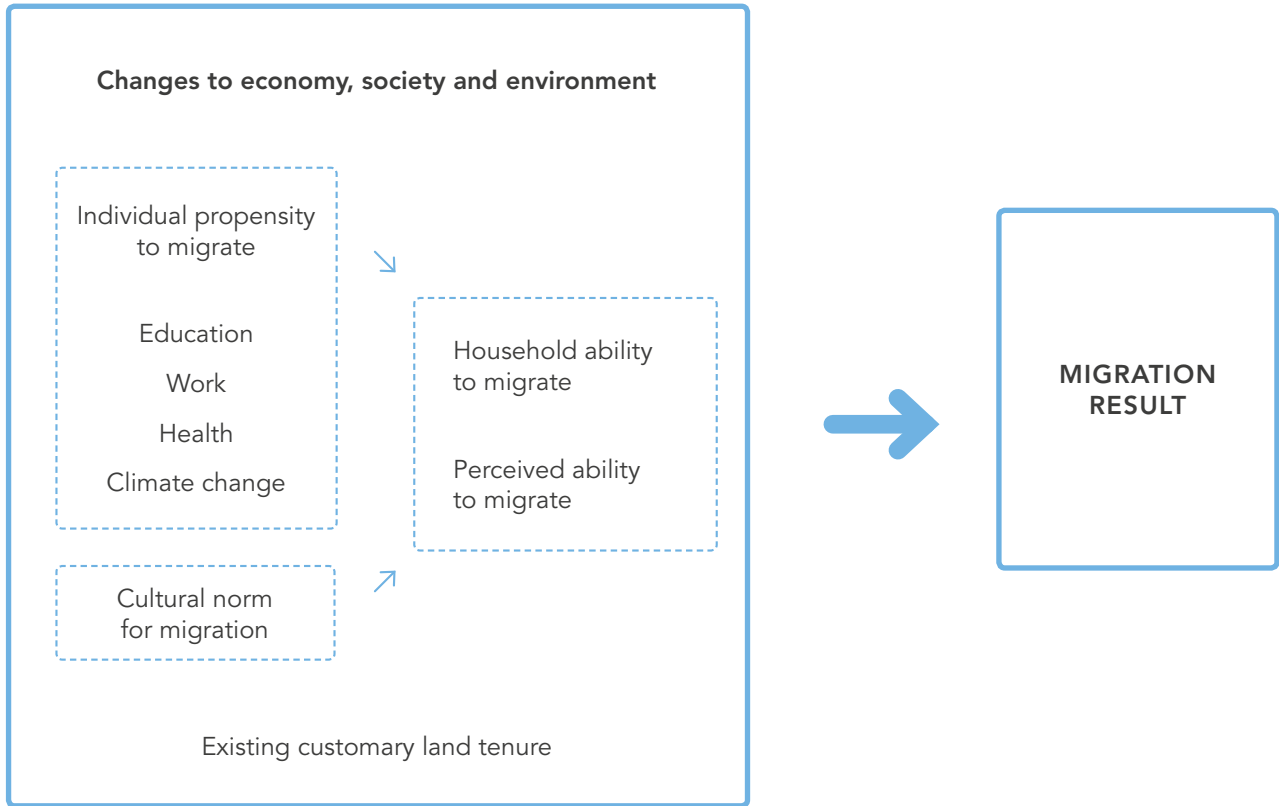 Changes to economy, society and environment
Individual propensity
to migrate
Education
Work
Health
Climate change
Cultural norm
for migration
Household ability
to migrate
Perceived ability
to migrate
Existing customary land tenure
MIGRATION
RESULT